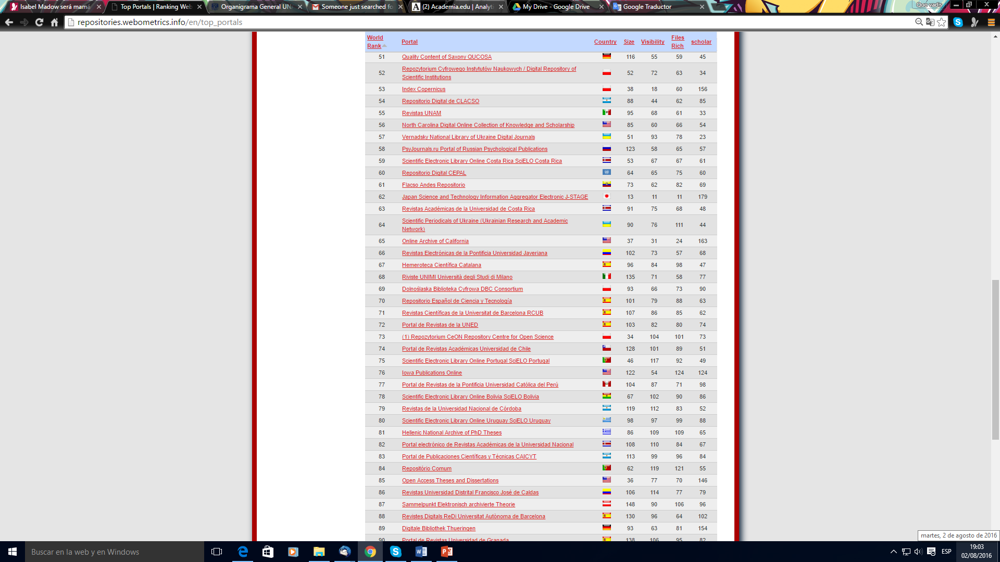 Isabel Madow será mamá
Top Portals | Ranking Web
Organigrama General UNA
Someone just searched fo
(2) Academia.edu | Analyti
My Drive - Google Drive
Google Traductor
Quo vadis
repositories.webometrics.info/en/top_portals
World Rank Portal Country Size Visibility Files Rich scholar
51 Quality Content of Saxony QUCOSA 116 55 59 45
52 Repozytorium Cyfrowego Instytutów Naukowych / Digital Repository of
Scientific Institutions 52 72 63 34
53 Index Copernicus 38 18 60 156
54 Repositorio Digital de CLACSO 88 44 62 85
55 Revistas UNAM 95 68 61 33
56 North Carolina Digital Online Collection of Knowledge and Scholarship 85 60 66 54
57 Vernadsky National Library of Ukraine Digital Journals 51 93 78 23
58 PsyJournals.ru Portal of Russian Psychological Publications 123 58 65 57
59 Scientific Electronic Library Online Costa Rica SciELO Costa Rica 53 67 67 61
60 Repositorio Digital CEPAL 64 65 75 60
61 Flacso Andes Repositorio 73 62 82 69
62 Japan Science and Technology Information Aggregator Electronic J-STAGE 13 11 11 179
63 Revistas Académicas de la Universidad de Costa Rica 91 75 68 48
64 Scientific Periodicals of Ukraine (Ukrainian Research and Academic
Network) 90 76 111 44
65 Online Archive of California 37 31 24 163
66 Revistas Electrónicas de la Pontificia Universidad Javeriana 102 73 57 68
67 Hemeroteca Científica Catalana 96 84 98 47
68 Riviste UNIMI Università degli Studi di Milano 135 71 58 77
69 Dolnośląska Biblioteka Cyfrowa DBC Consortium 93 66 73 90
70 Repositorio Español de Ciencia y Tecnología 101 79 88 63
71 Revistas Científicas de la Universitat de Barcelona RCUB 107 86 85 62
72 Portal de Revistas de la UNED 103 82 80 74
73 (1) Repozytorium CeON Repository Centre for Open Science 34 104 101 73
74 Portal de Revistas Académicas Universidad de Chile 128 101 89 51
75 Scientific Electronic Library Online Portugal SciELO Portugal 46 117 92 49
76 Iowa Publications Online 122 54 124 124
77 Portal de Revistas de la Pontificia Universidad Católica del Perú 104 87 71 98
78 Scientific Electronic Library Online Bolivia SciELO Bolivia 67 102 90 86
79 Revistas de la Universidad Nacional de Córdoba 119 112 83 52
80 Scientific Electronic Library Online Uruguay SciELO Uruguay 98 97 99 88
81 Hellenic National Archive of PhD Theses 86 109 109 65
82 Portal electrónico de Revistas Académicas de la Universidad Nacional 108 110 84 67
83 Portal de Publicaciones Científicas y Técnicas CAICYT 113 99 96 84
84 Repositório Comum 62 119 121 55
85 Open Access Theses and Dissertations 36 77 70 146
86 Revistas Universidad Distrital Francisco José de Caldas 106 114 77 79
87 Sammelpunkt Elektronisch archivierte Theorie 148 90 106 96
88 Revistes Digitals ReDi Universitat Autònoma de Barcelona 130 96 64 102
89 Digitale Bibliothek Thueringen 93 63 81 154
90 Portal de Revistas Universidad de Granada 138 106 95 82
martes, 2 de agosto de 2016
Buscar en la web y en Windows
ESP
19:03
02/08/2016